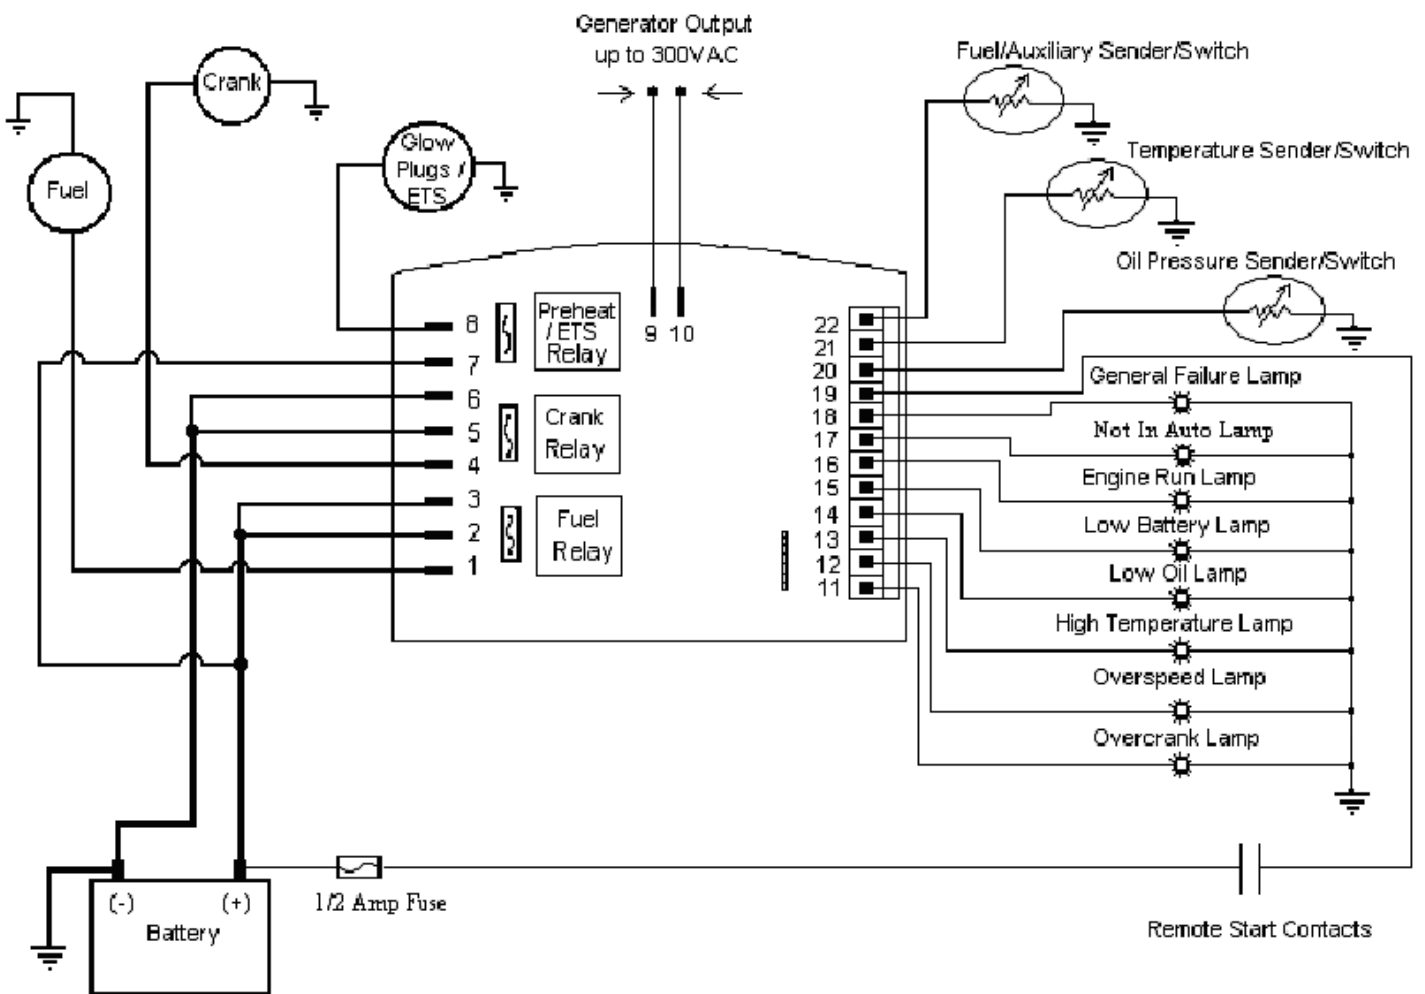 Generator Output
up to 300VAC
Fuel/Auxiliary Sender/Switch
Crank
Glow
Plugs /
ETS
Temperature Sender/Switch
Fuel
Oil Pressure Sender/Switch
Preheat
/ ETS
Relay
Crank
Relay
Fuel
Relay
8
7
6
5
4
3
2
1
9 10
22
21
20
19
18
17
16
15
14
13
12
11
General Failure Lamp
Not In Auto Lamp
Engine Run Lamp
Low Battery Lamp
Low Oil Lamp
High Temperature Lamp
Overspeed Lamp
Overcrank Lamp
(-) (+)
Battery
1/2 Amp Fuse
Remote Start Contacts